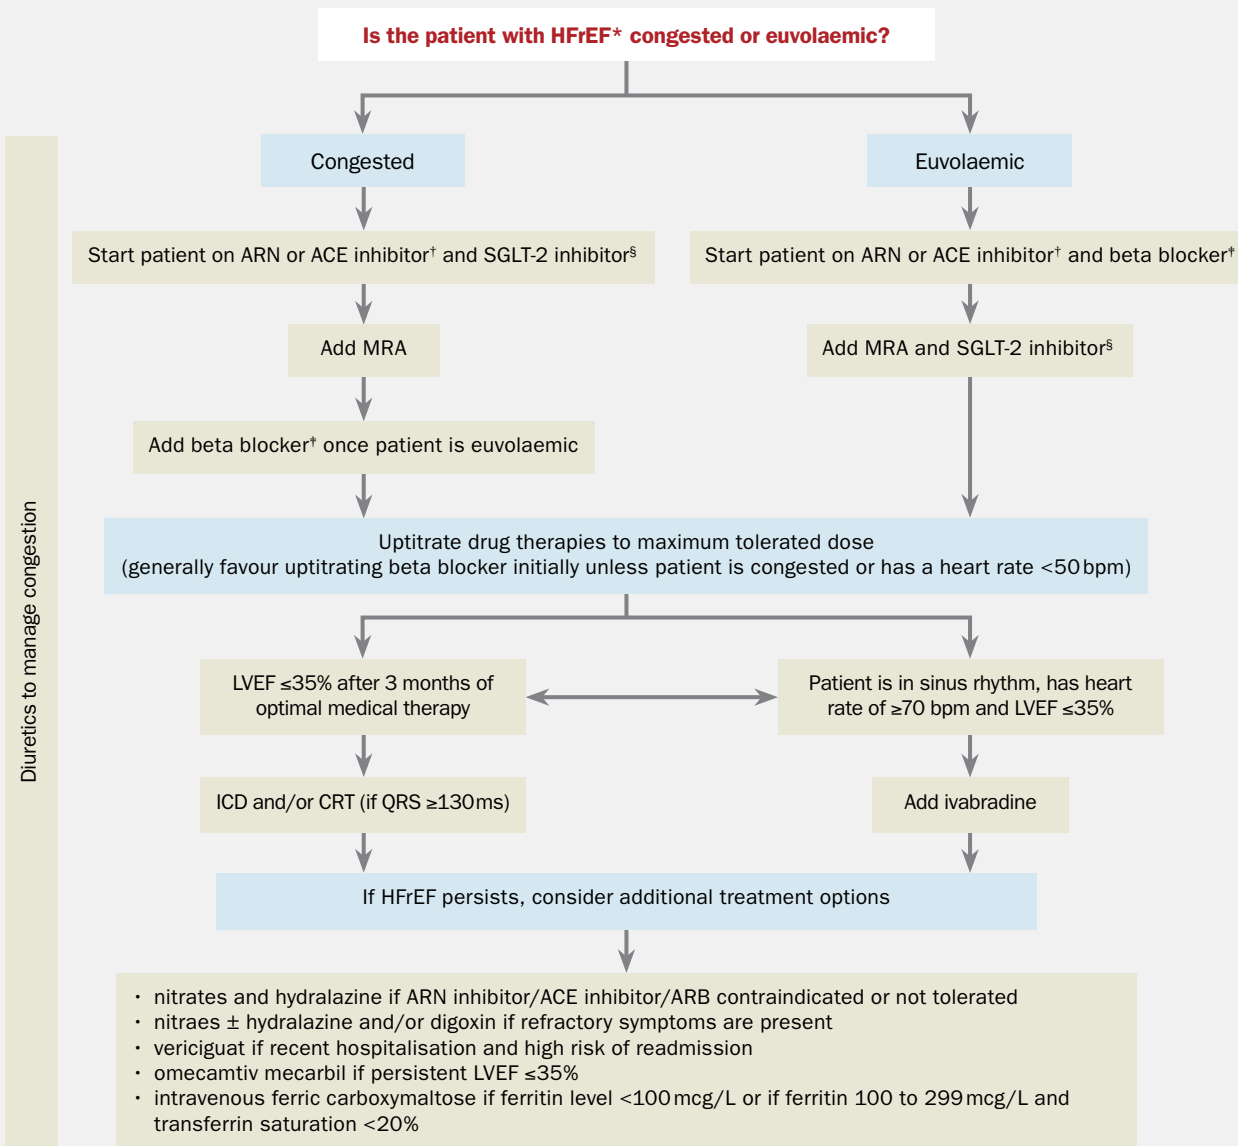 Is the patient with HFrEF* congested or euvolaemic?
Congested
Euvolaemic
Start patient on ARN or ACE inhibitor† and SGLT-2 inhibitor§
Start patient on ARN or ACE inhibitor† and beta blocker‡
Add MRA
Add MRA and SGLT-2 inhibitor§
Add beta blocker‡ once patient is euvolaemic
Diuretics to manage congestion
Uptitrate drug therapies to maximum tolerated dose
(generally favour uptitrating beta blocker initially unless patient is congested or has a heart rate <50 bpm)
LVEF ≤35% after 3 months of
optimal medical therapy
Patient is in sinus rhythm, has heart
rate of ≥70 bpm and LVEF ≤35%
ICD and/or CRT (if QRS ≥130 ms)
Add ivabradine
If HFrEF persists, consider additional treatment options
• nitrates and hydralazine if ARN inhibitor/ACE inhibitor/ARB contraindicated or not tolerated
• nitraes ± hydralazine and/or digoxin if refractory symptoms are present
• vericiguat if recent hospitalisation and high risk of readmission
• omecamtiv mecarbil if persistent LVEF ≤35%
• intravenous ferric carboxymaltose if ferritin level <100 mcg/L or if ferritin 100 to 299 mcg/L and
transferrin saturation <20%